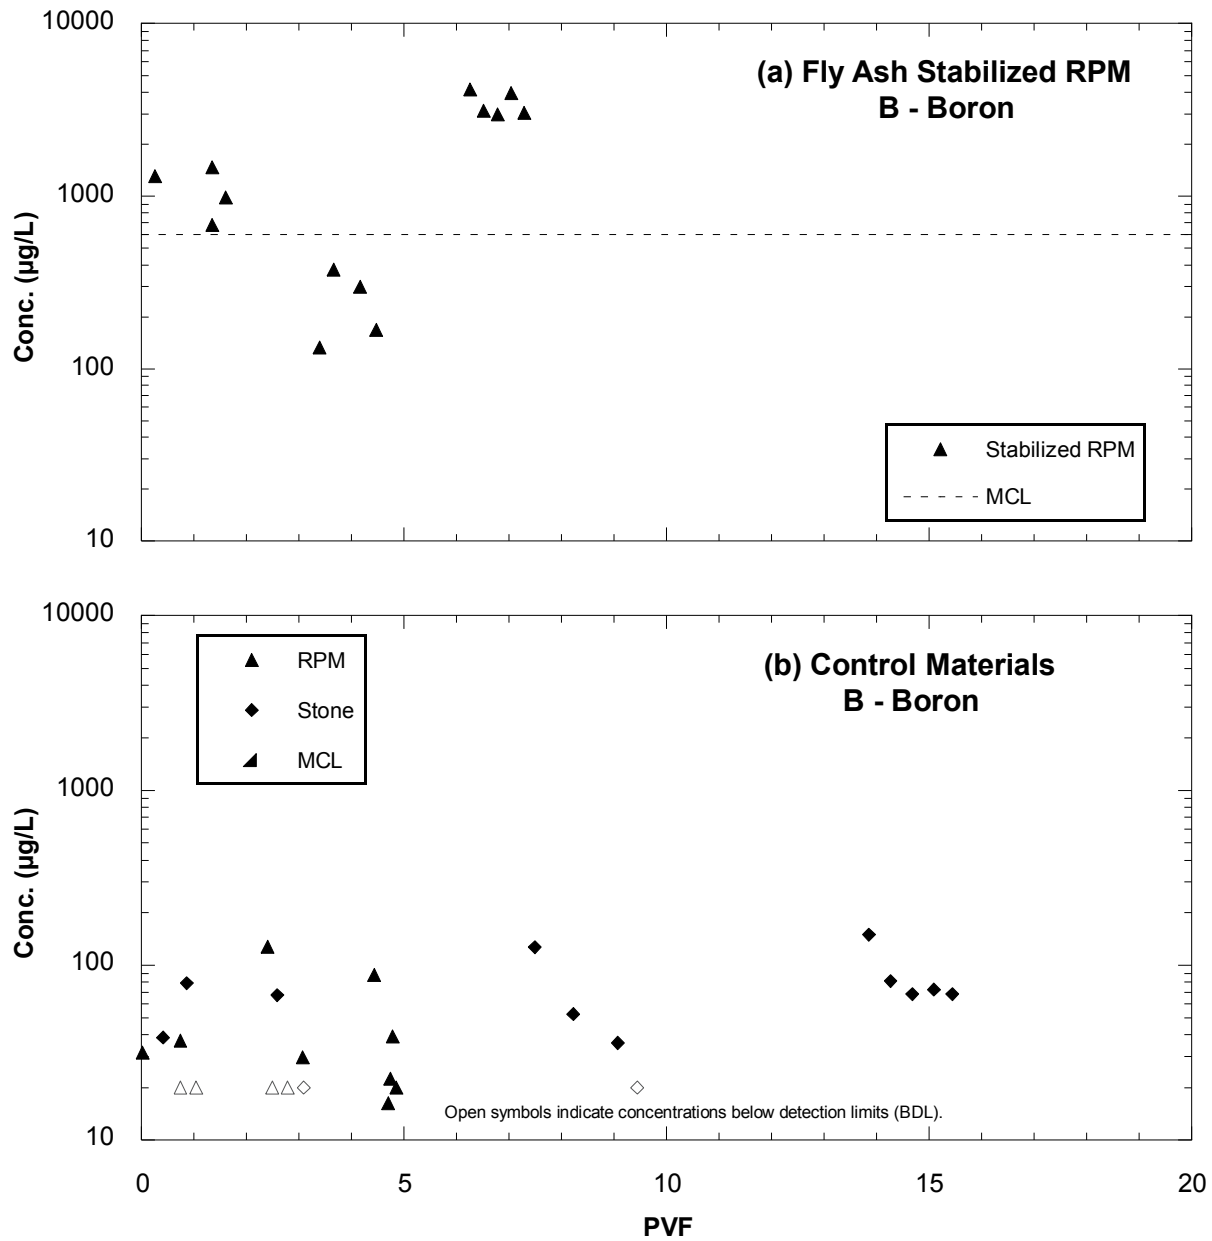 10000
1000
100
10
Conc. (µg/L)
(a) Fly Ash Stabilized RPM
B - Boron
Stabilized RPM
MCL
10000
1000
100
10
Conc. (µg/L)
RPM
Stone
MCL
(b) Control Materials
B - Boron
Open symbols indicate concentrations below detection limits (BDL).
0 5 10 15 20
PVF